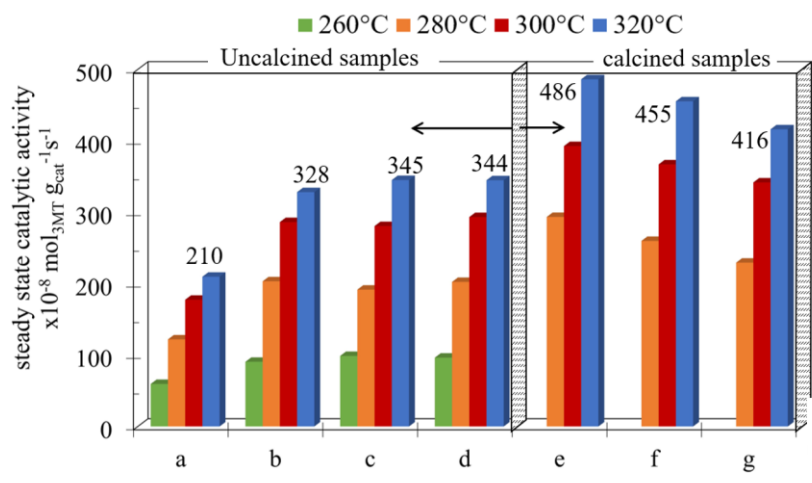 260°C 280°C 300°C 320°C
Uncalcined samples calcined samples
steady state catalytic activity
x10⁻⁸ mol₃MT g꜀ₐₜ⁻¹s⁻¹
500
400
300
200
100
0
210
328
345
344
486
455
416
a b c d e f g